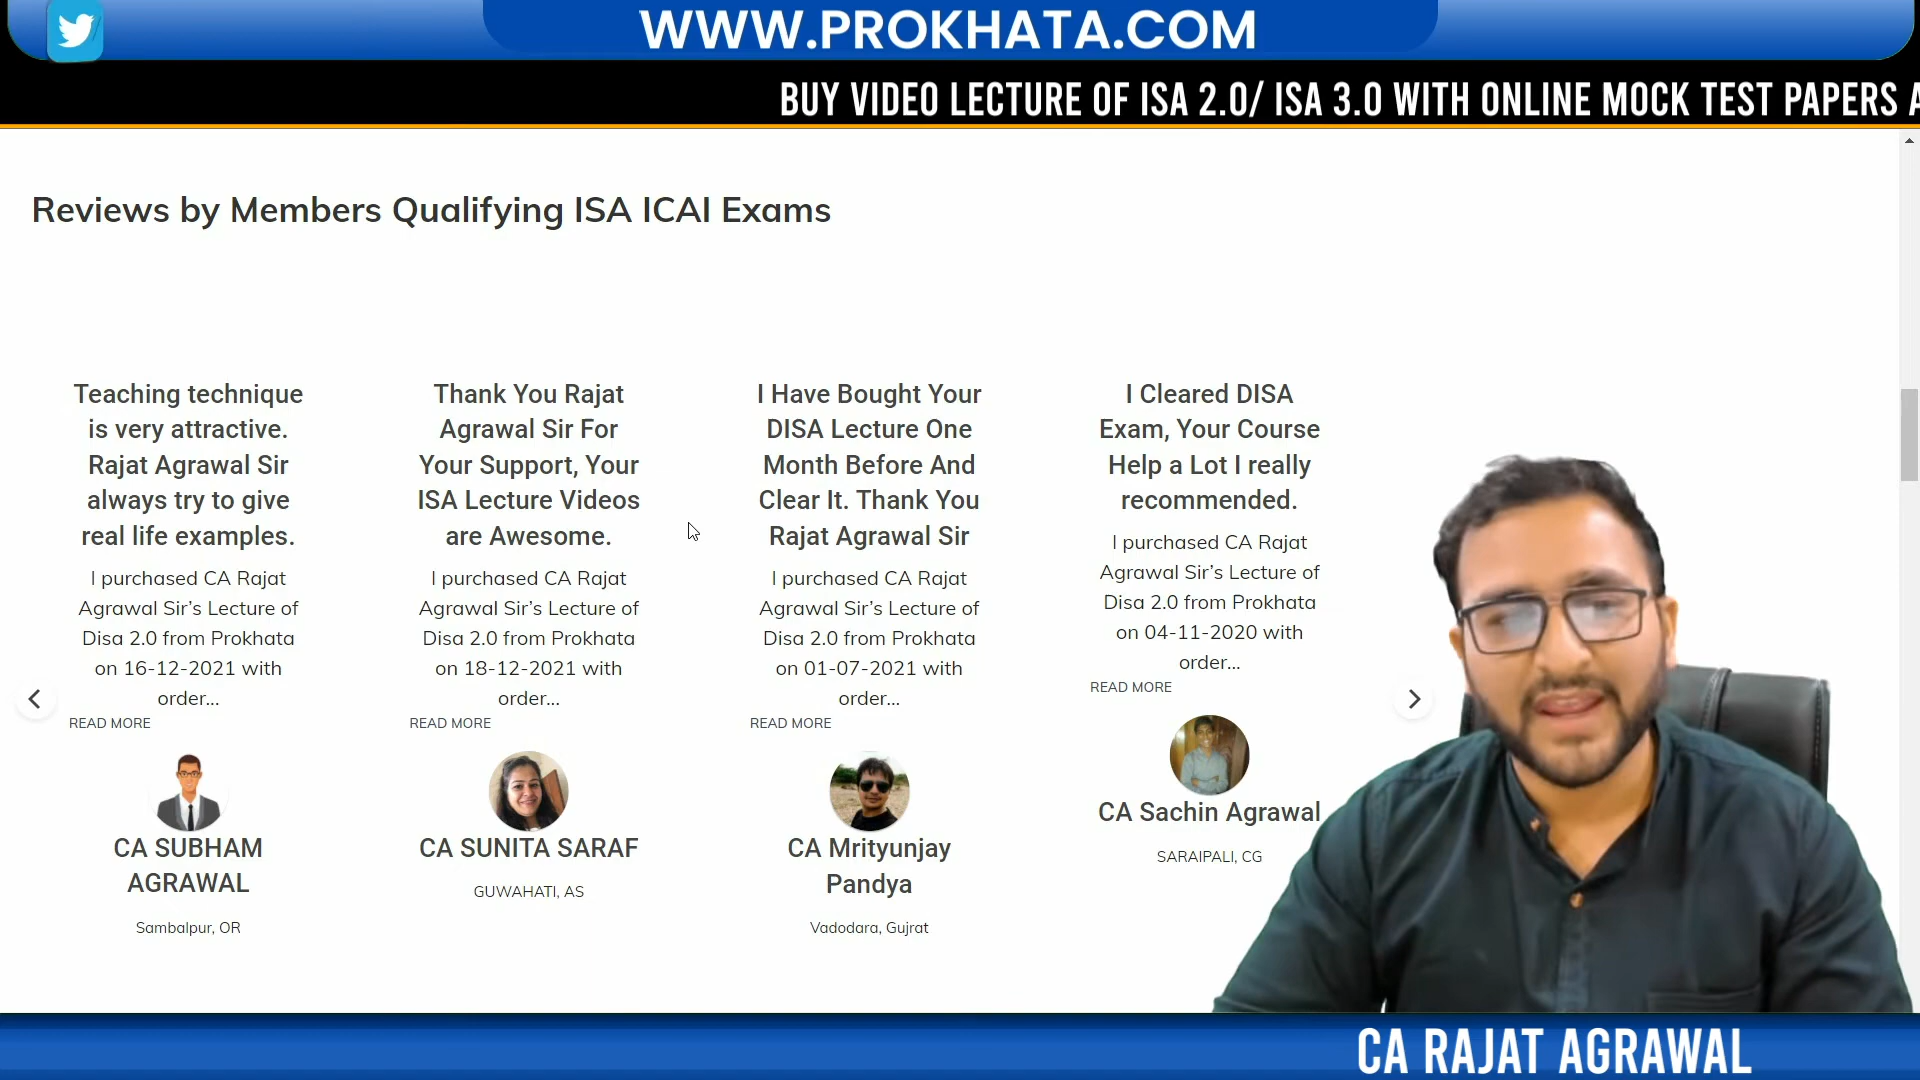 WWW.PROKHATA.COM
BUY VIDEO LECTURE OF ISA 2.0/ ISA 3.0 WITH ONLINE MOCK TEST PAPERS A
Reviews by Members Qualifying ISA ICAI Exams
Teaching technique
is very attractive.
Rajat Agrawal Sir
always try to give
real life examples.
I purchased CA Rajat
Agrawal Sir’s Lecture of
Disa 2.0 from Prokhata
on 16-12-2021 with
order...
READ MORE
CA SUBHAM
AGRAWAL
Sambalpur, OR
Thank You Rajat
Agrawal Sir For
Your Support, Your
ISA Lecture Videos
are Awesome.
I purchased CA Rajat
Agrawal Sir’s Lecture of
Disa 2.0 from Prokhata
on 18-12-2021 with
order...
READ MORE
CA SUNITA SARAF
GUWAHATI, AS
I Have Bought Your
DISA Lecture One
Month Before And
Clear It. Thank You
Rajat Agrawal Sir
I purchased CA Rajat
Agrawal Sir’s Lecture of
Disa 2.0 from Prokhata
on 01-07-2021 with
order...
READ MORE
CA Mrityunjay
Pandya
Vadodara, Gujrat
I Cleared DISA
Exam, Your Course
Help a Lot I really
recommended.
I purchased CA Rajat
Agrawal Sir’s Lecture of
Disa 2.0 from Prokhata
on 04-11-2020 with
order...
READ MORE
CA Sachin Agrawal
SARAIPALI, CG
CA RAJAT AGRAWAL